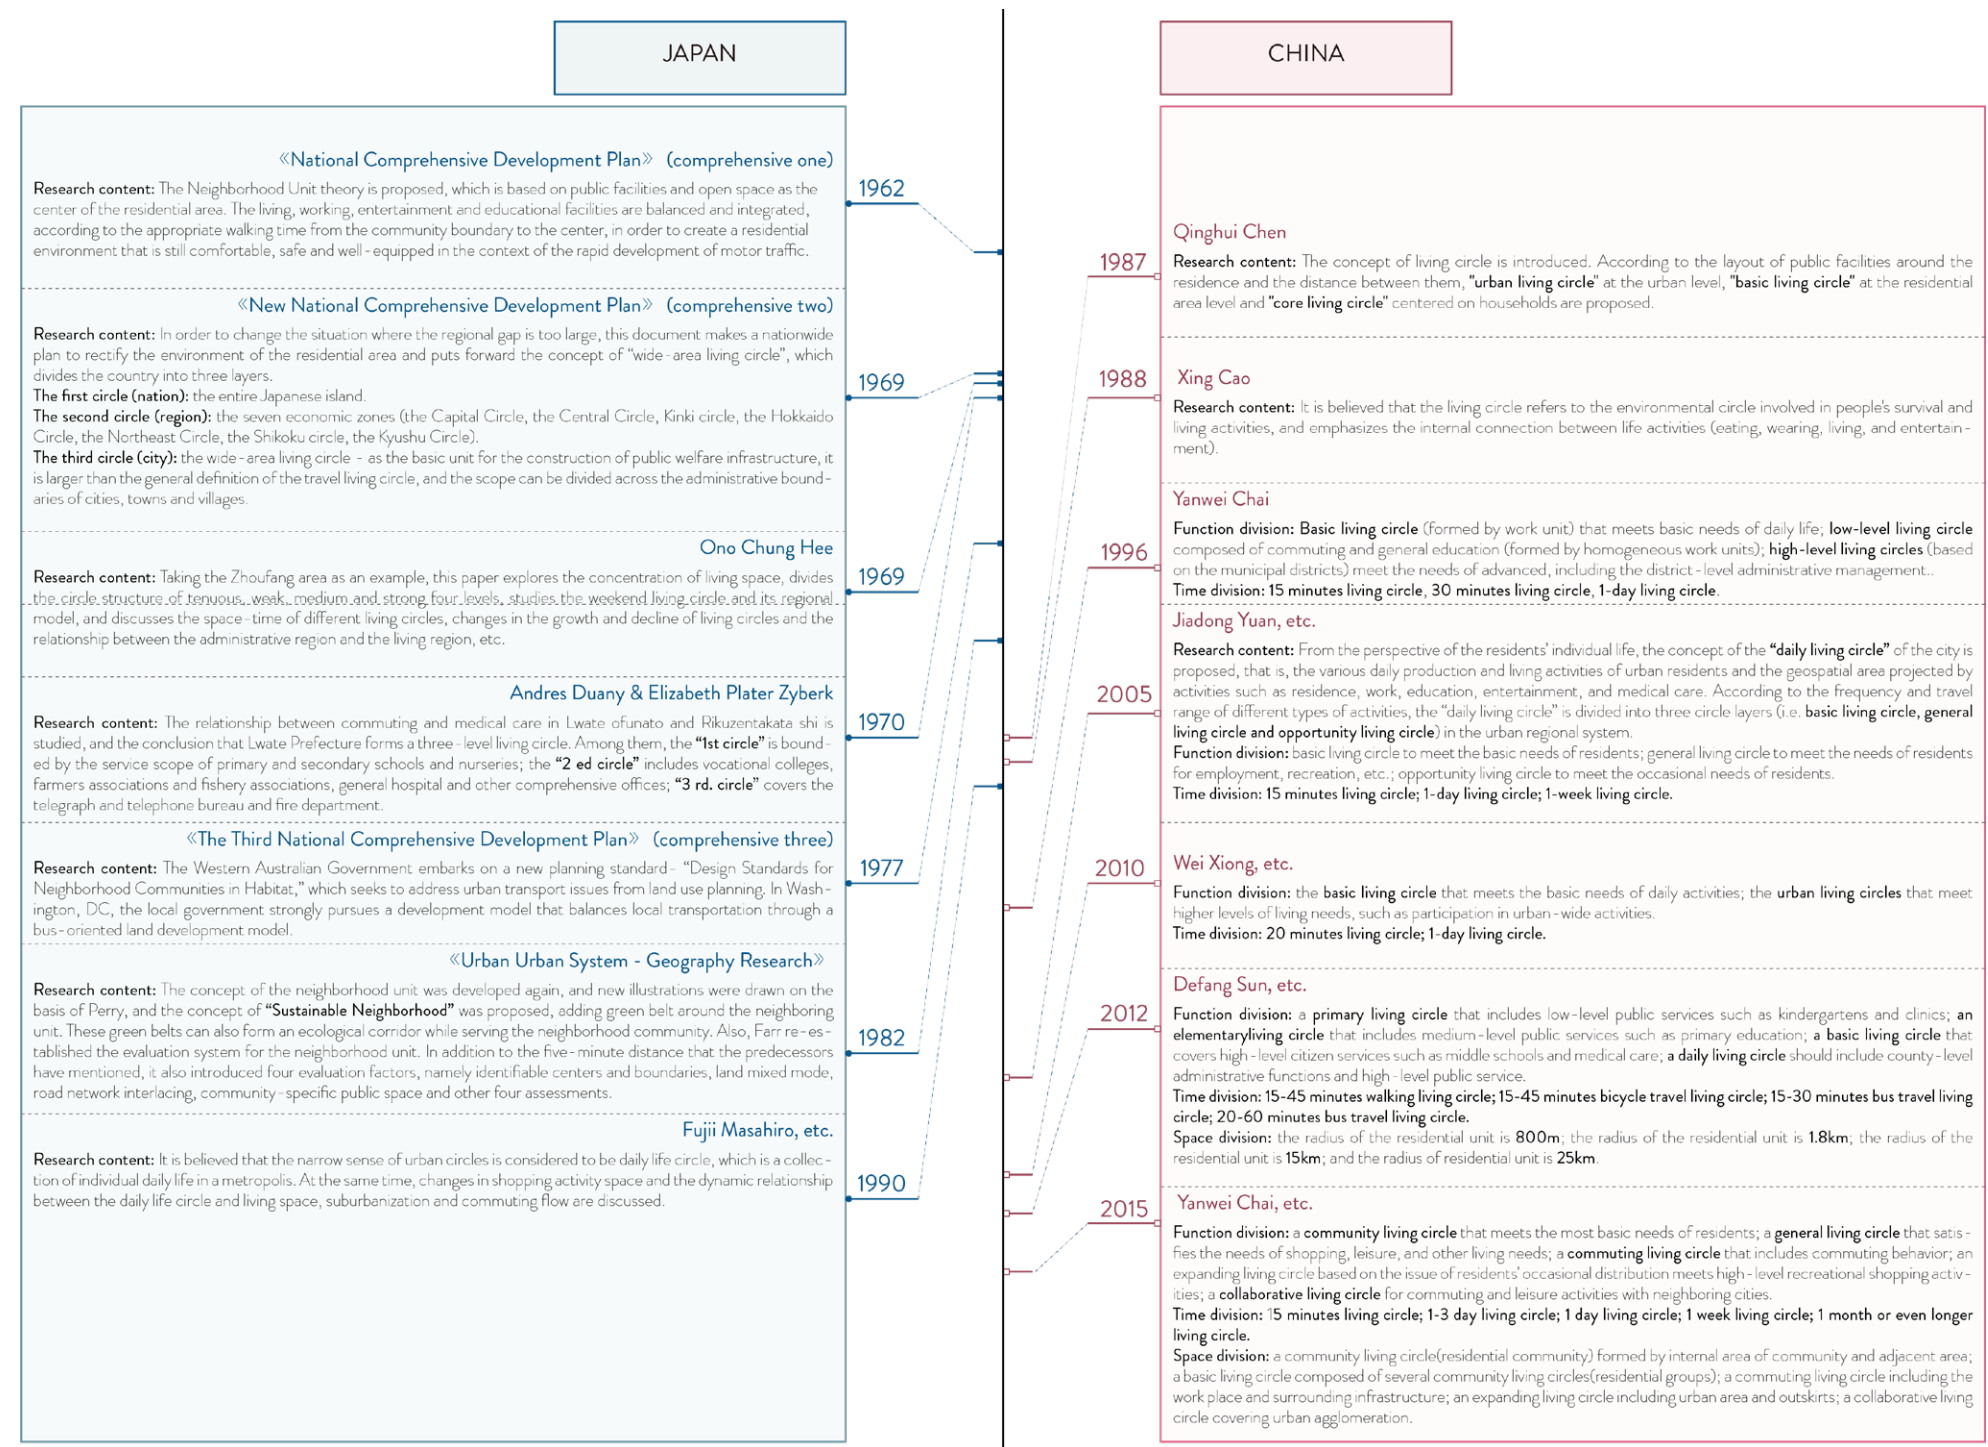 JAPAN
«National Comprehensive Development Plan» (comprehensive one)
Research content: The Neighborhood Unit theory is proposed, which is based on public facilities and open space as the
center of the residential area. The living, working, entertainment and educational facilities are balanced and integrated,
according to the appropriate walking time from the community boundary to the center, in order to create a residential
environment that is still comfortable, safe and well-equipped in the context of the rapid development of motor traffic.
1962
«New National Comprehensive Development Plan» (comprehensive two)
Research content: In order to change the situation where the regional gap is too large, this document makes a nationwide
plan to rectify the environment of the residential area and puts forward the concept of “wide-area living circle”, which
divides the country into three layers.
The first circle (nation): the entire Japanese island.
The second circle (region): the seven economic zones (the Capital Circle, the Central Circle, Kinki circle, the Hokkaido
Circle, the Northeast Circle, the Shikoku circle, the Kyushu Circle).
The third circle (city): the wide-area living circle - as the basic unit for the construction of public welfare infrastructure, it
is larger than the general definition of the travel living circle, and the scope can be divided across the administrative bound-
aries of cities, towns and villages.
1969
Ono Chung Hee
Research content: Taking the Zhoufang area as an example, this paper explores the concentration of living space, divides
the circle structure of tenuous, weak, medium and strong four levels, studies the weekend living circle and its regional
model, and discusses the space-time of different living circles, changes in the growth and decline of living circles and the
relationship between the administrative region and the living region, etc.
1969
Andres Duany & Elizabeth Plater Zyberk
Research content: The relationship between commuting and medical care in Lwate ofunato and Rikuzentakata shi is
studied, and the conclusion that Lwate Prefecture forms a three-level living circle. Among them, the “1st circle” is bound-
ed by the service scope of primary and secondary schools and nurseries; the “2 ed circle” includes vocational colleges,
farmers associations and fishery associations, general hospital and other comprehensive offices; “3 rd. circle” covers the
telegraph and telephone bureau and fire department.
1970
«The Third National Comprehensive Development Plan» (comprehensive three)
Research content: The Western Australian Government embarks on a new planning standard- “Design Standards for
Neighborhood Communities in Habitat,” which seeks to address urban transport issues from land use planning. In Wash-
ington, DC, the local government strongly pursues a development model that balances local transportation through a
bus-oriented land development model.
1977
«Urban Urban System - Geography Research»
Research content: The concept of the neighborhood unit was developed again, and new illustrations were drawn on the
basis of Perry, and the concept of “Sustainable Neighborhood” was proposed, adding green belt around the neighboring
unit. These green belts can also form an ecological corridor while serving the neighborhood community. Also, Farr re-es-
tablished the evaluation system for the neighborhood unit. In addition to the five-minute distance that the predecessors
have mentioned, it also introduced four evaluation factors, namely identifiable centers and boundaries, land mixed mode,
road network interlacing, community-specific public space and other four assessments.
1982
Fujii Masahiro, etc.
Research content: It is believed that the narrow sense of urban circles is considered to be daily life circle, which is a collec-
tion of individual daily life in a metropolis. At the same time, changes in shopping activity space and the dynamic relationship
between the daily life circle and living space, suburbanization and commuting flow are discussed.
1990
CHINA
Qinghui Chen
1987
Research content: The concept of living circle is introduced. According to the layout of public facilities around the
residence and the distance between them, "urban living circle" at the urban level, "basic living circle" at the residential
area level and "core living circle" centered on households are proposed.
Xing Cao
1988
Research content: It is believed that the living circle refers to the environmental circle involved in people's survival and
living activities, and emphasizes the internal connection between life activities (eating, wearing, living, and entertain-
ment).
Yanwei Chai
1996
Function division: Basic living circle (formed by work unit) that meets basic needs of daily life; low-level living circle
composed of commuting and general education (formed by homogeneous work units); high-level living circles (based
on the municipal districts) meet the needs of advanced, including the district-level administrative management..
Time division: 15 minutes living circle, 30 minutes living circle, 1-day living circle.
Jiadong Yuan, etc.
2005
Research content: From the perspective of the residents' individual life, the concept of the “daily living circle” of the city is
proposed, that is, the various daily production and living activities of urban residents and the geospatial area projected by
activities such as residence, work, education, entertainment, and medical care. According to the frequency and travel
range of different types of activities, the “daily living circle” is divided into three circle layers (i.e. basic living circle, general
living circle and opportunity living circle) in the urban regional system.
Function division: basic living circle to meet the basic needs of residents; general living circle to meet the needs of residents
for employment, recreation, etc.; opportunity living circle to meet the occasional needs of residents.
Time division: 15 minutes living circle; 1-day living circle; 1-week living circle.
Wei Xiong, etc.
2010
Function division: the basic living circle that meets the basic needs of daily activities; the urban living circles that meet
higher levels of living needs, such as participation in urban-wide activities.
Time division: 20 minutes living circle; 1-day living circle.
Defang Sun, etc.
2012
Function division: a primary living circle that includes low-level public services such as kindergartens and clinics; an
elementaryliving circle that includes medium-level public services such as primary education; a basic living circle that
covers high-level citizen services such as middle schools and medical care; a daily living circle should include county-level
administrative functions and high-level public service.
Time division: 15-45 minutes walking living circle; 15-45 minutes bicycle travel living circle; 15-30 minutes bus travel living
circle; 20-60 minutes bus travel living circle.
Space division: the radius of the residential unit is 800m; the radius of the residential unit is 1.8km; the radius of the
residential unit is 15km; and the radius of residential unit is 25km.
Yanwei Chai, etc.
2015
Function division: a community living circle that meets the most basic needs of residents; a general living circle that satis-
fies the needs of shopping, leisure, and other living needs; a commuting living circle that includes commuting behavior; an
expanding living circle based on the issue of residents' occasional distribution meets high-level recreational shopping activ-
ities; a collaborative living circle for commuting and leisure activities with neighboring cities.
Time division: 15 minutes living circle; 1-3 day living circle; 1 day living circle; 1 week living circle; 1 month or even longer
living circle.
Space division: a community living circle(residential community) formed by internal area of community and adjacent area;
a basic living circle composed of several community living circles(residential groups); a commuting living circle including the
work place and surrounding infrastructure; an expanding living circle including urban area and outskirts; a collaborative living
circle covering urban agglomeration.